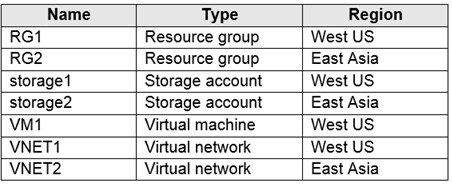 Name Type Region
RG1 Resource group West US
RG2 Resource group East Asia
storage1 Storage account West US
storage2 Storage account East Asia
VM1 Virtual machine West US
VNET1 Virtual network West US
VNET2 Virtual network East Asia